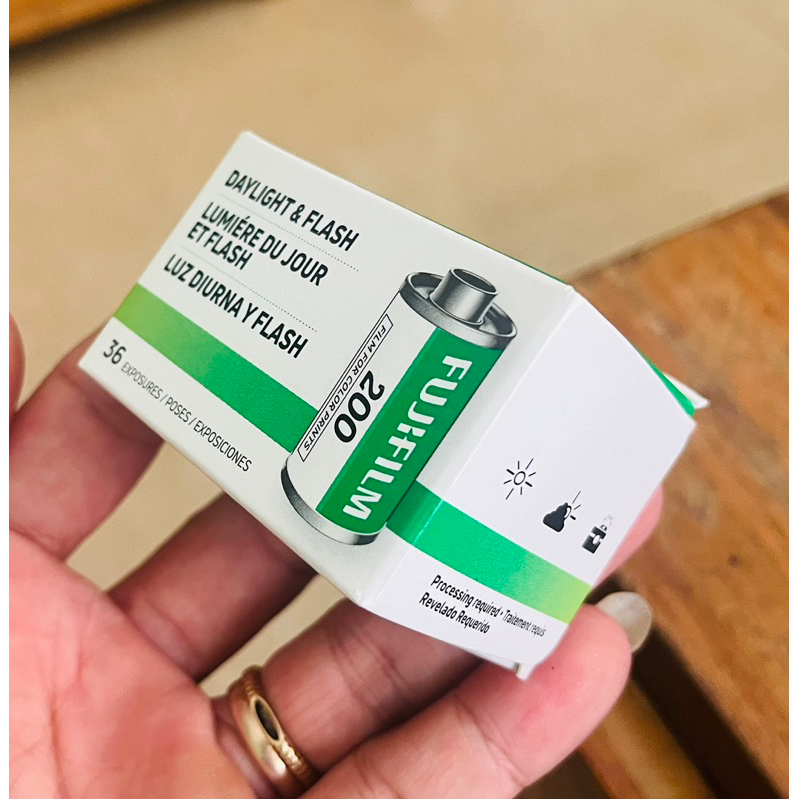 DAYLIGHT & FLASH
LUMIÉRE DU JOUR
ET FLASH
LUZ DIURNA Y FLASH
36 EXPOSURES / POSES / EXPOSICIONES
FILM FOR COLOR PRINTS
200
FUJIFILM
Processing required • Traitement requis
Revelado Requerido